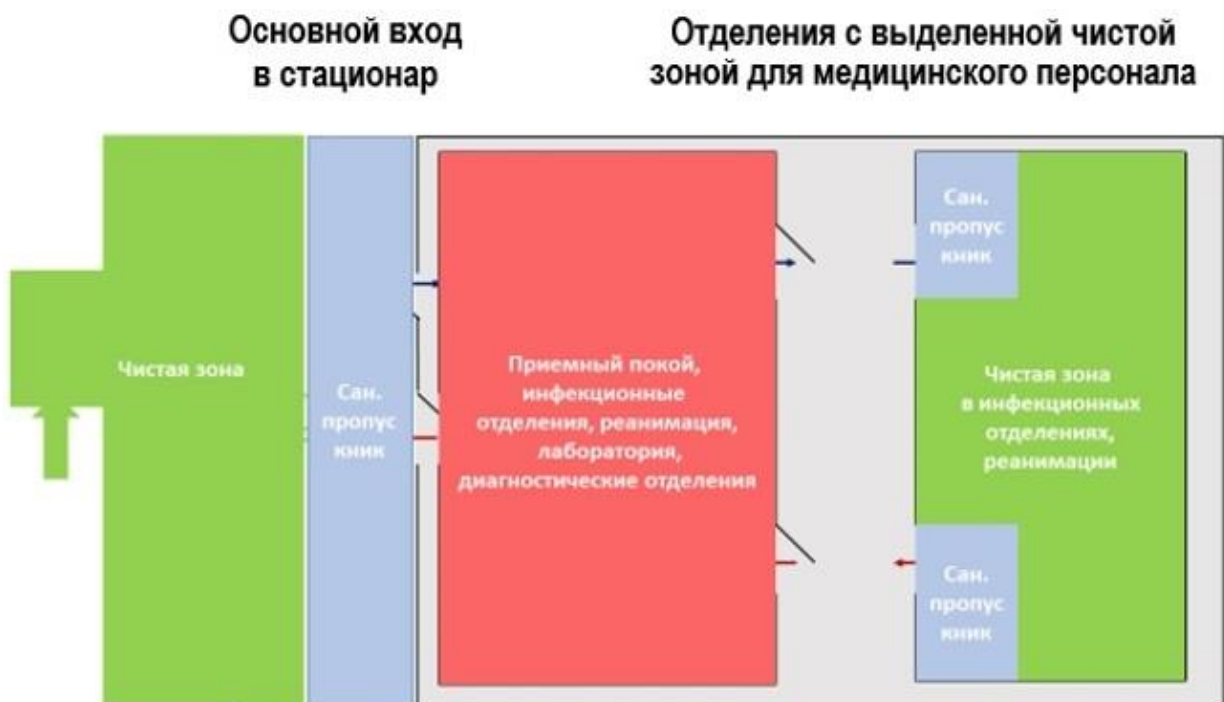 Основной вход
в стационар
Отделения с выделенной чистой
зоной для медицинского персонала
Чистая зона
Сан.
пропус
кник
Приемный покой,
инфекционные
отделения, реанимация,
лаборатория,
диагностические отделения
Сан.
пропус
кник
Чистая зона
в инфекционных
отделениях,
реанимации
Сан.
пропус
кник